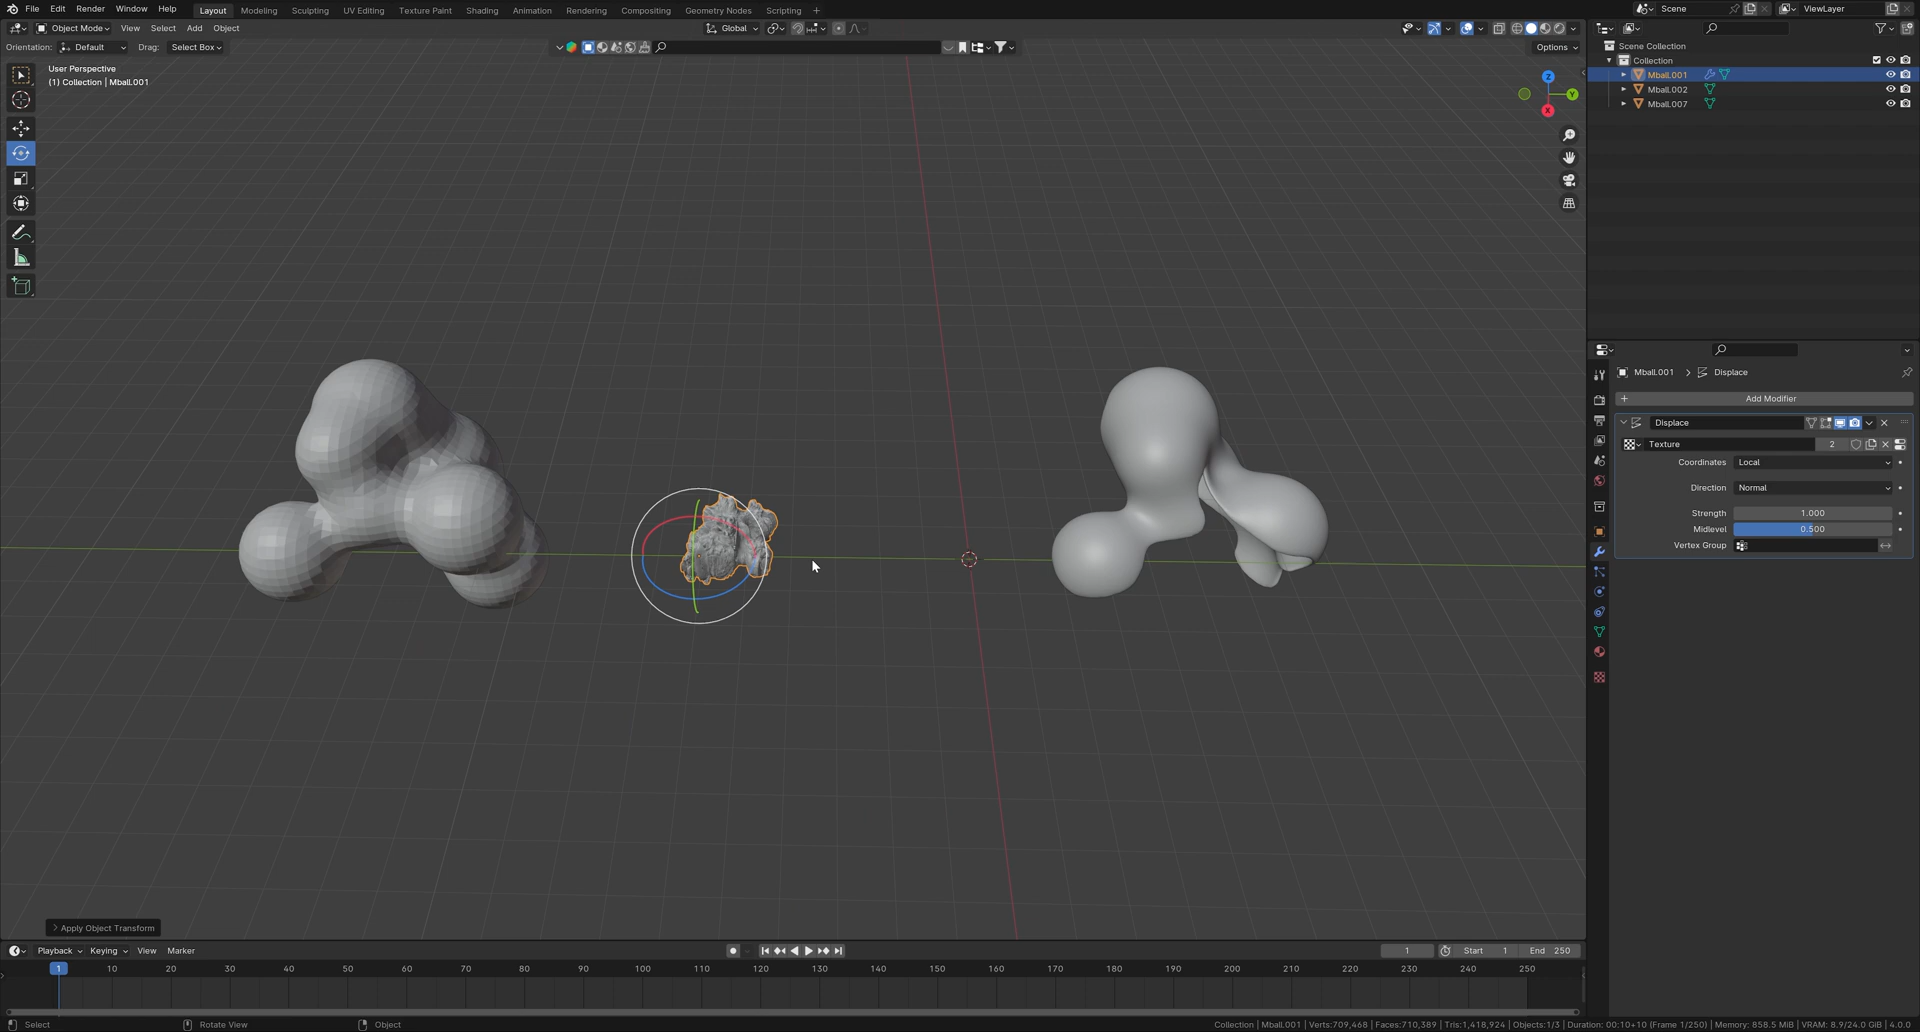 File Edit Render Window Help Layout Modeling Sculpting UV Editing Texture Paint Shading Animation Rendering Compositing Geometry Nodes Scripting + Scene ViewLayer
Object Mode View Select Add Object Global
Orientation: Default Drag: Select Box Options
User Perspective
(1) Collection | Mball.001
Z
Y
X
Scene Collection
Collection
Mball.001
Mball.002
Mball.007
Mball.001 > Displace
+ Add Modifier
Displace
Texture 2
Coordinates Local
Direction Normal
Strength 1.000
Midlevel 0.500
Vertex Group
> Apply Object Transform
Playback Keying View Marker 1 Start 1 End 250
1 10 20 30 40 50 60 70 80 90 100 110 120 130 140 150 160 170 180 190 200 210 220 230 240 250
Select Rotate View Object Collection | Mball.001 | Verts:709,468 | Faces:710,389 | Tris:1,418,924 | Objects:1/3 | Duration: 00:10+10 (Frame 1/250) | Memory: 858.5 MiB | VRAM: 8.9/24.0 GiB | 4.0.0